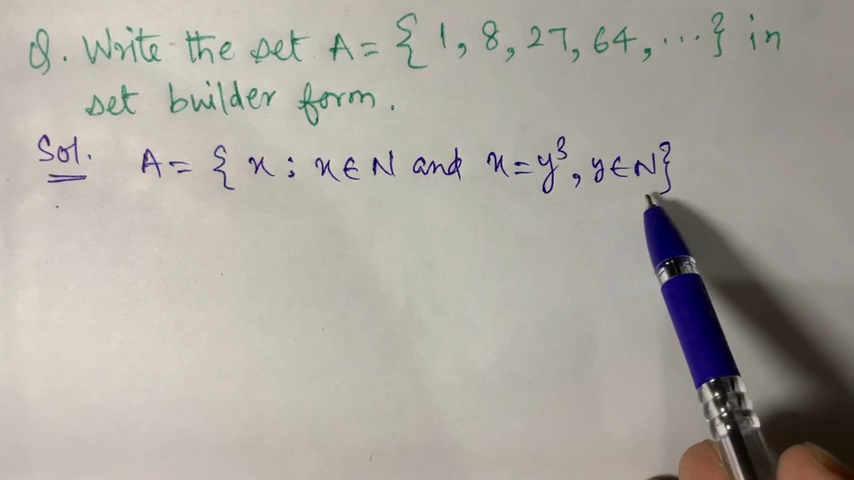 Q. Write the set A = { 1, 8, 27, 64, ... } in
set builder form.
Sol. A = { x : x ∈ N and x = y³, y ∈ N }